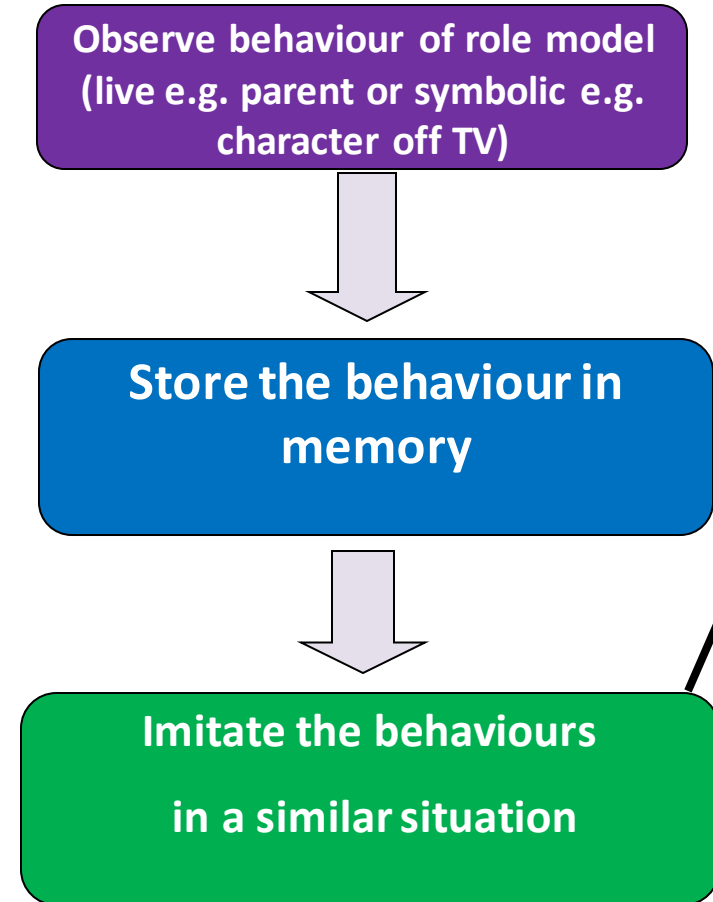 Observe behaviour of role model
(live e.g. parent or symbolic e.g.
character off TV)
Store the behaviour in
memory
Imitate the behaviours
in a similar situation